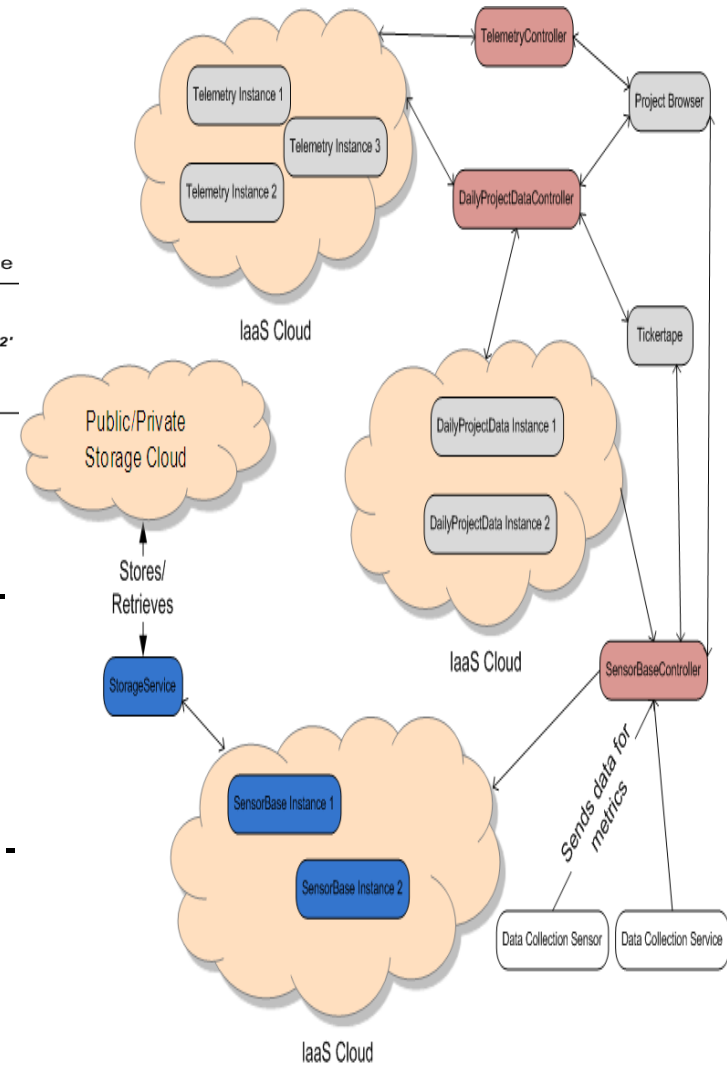 TelemetryController
Telemetry Instance 1
Project Browser
Telemetry Instance 3
Telemetry Instance 2
DailyProjectDataController
e
IaaS Cloud
2'
Tickertape
Public/Private
Storage Cloud
DailyProjectData Instance 1
DailyProjectData Instance 2
Stores/
Retrieves
IaaS Cloud
SensorBaseController
StorageService
Sends data for
metrics
SensorBase Instance 1
SensorBase Instance 2
Data Collection Sensor
Data Collection Service
IaaS Cloud